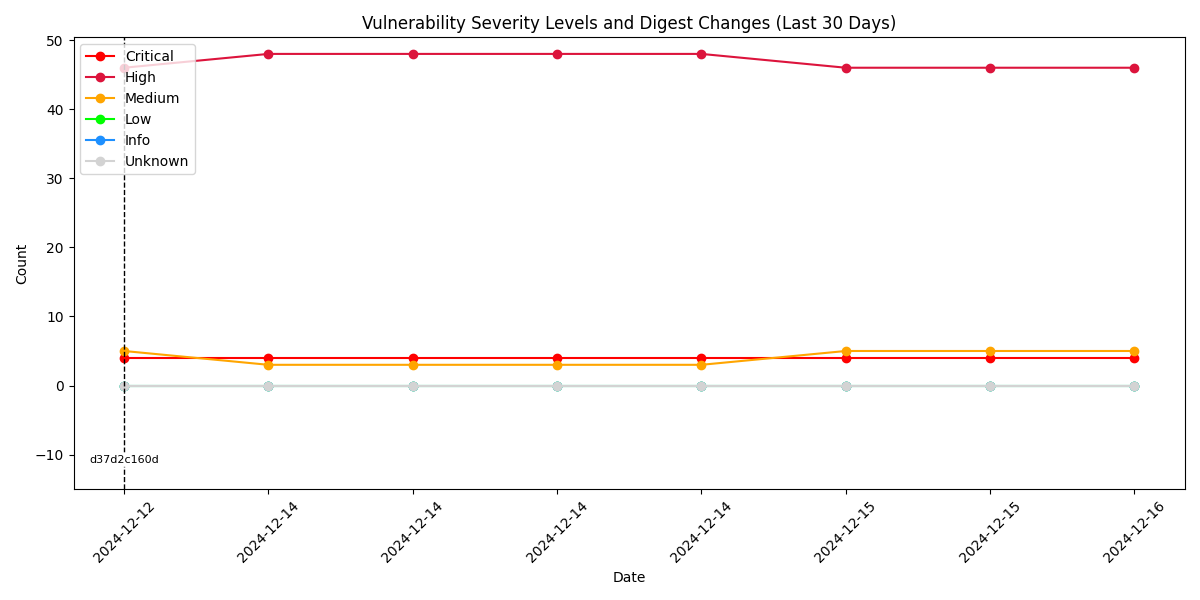 Vulnerability Severity Levels and Digest Changes (Last 30 Days)
Critical
High
Medium
Low
Info
Unknown
50
40
30
20
10
0
−10
Count
d37d2c160d
2024-12-12
2024-12-14
2024-12-14
2024-12-14
2024-12-14
2024-12-15
2024-12-15
2024-12-16
Date